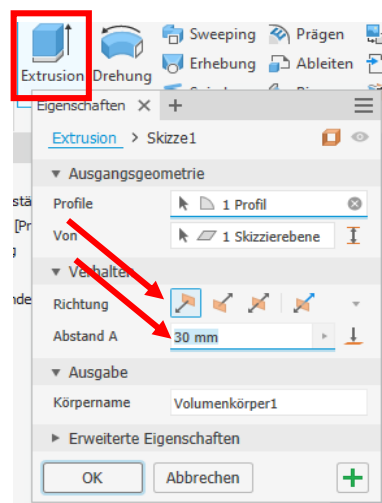 Sweeping Prägen
Extrusion Drehung Erhebung Ableiten
Eigenschaften × +
Extrusion > Skizze1
Ausgangsgeometrie
Profile 1 Profil
Von 1 Skizzierebene
Verhalten
Richtung
Abstand A 30 mm
Ausgabe
Körpername Volumenkörper1
Erweiterte Eigenschaften
OK Abbrechen +